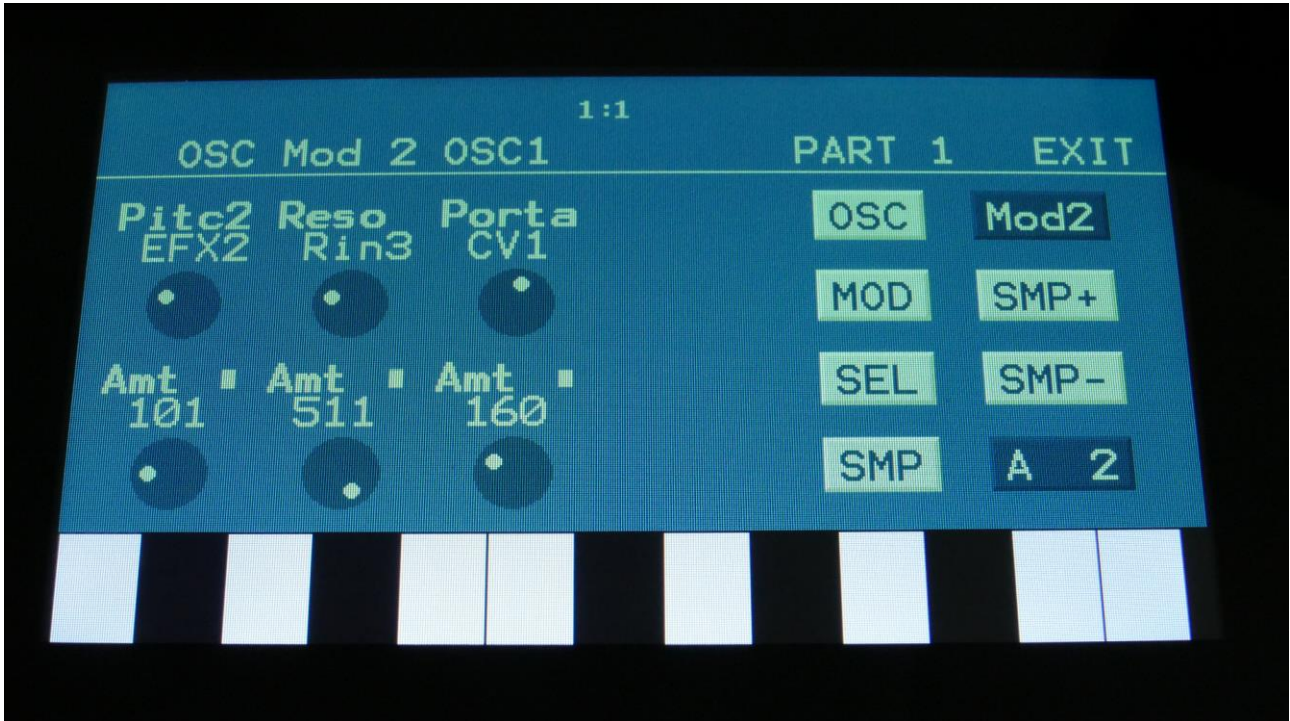 1:1
OSC Mod 2 OSC1 PART 1 EXIT
Pitc2 Reso Porta OSC Mod2
EFX2 Rin3 CV1
MOD SMP+
Amt Amt Amt SEL SMP-
101 511 160
SMP A 2